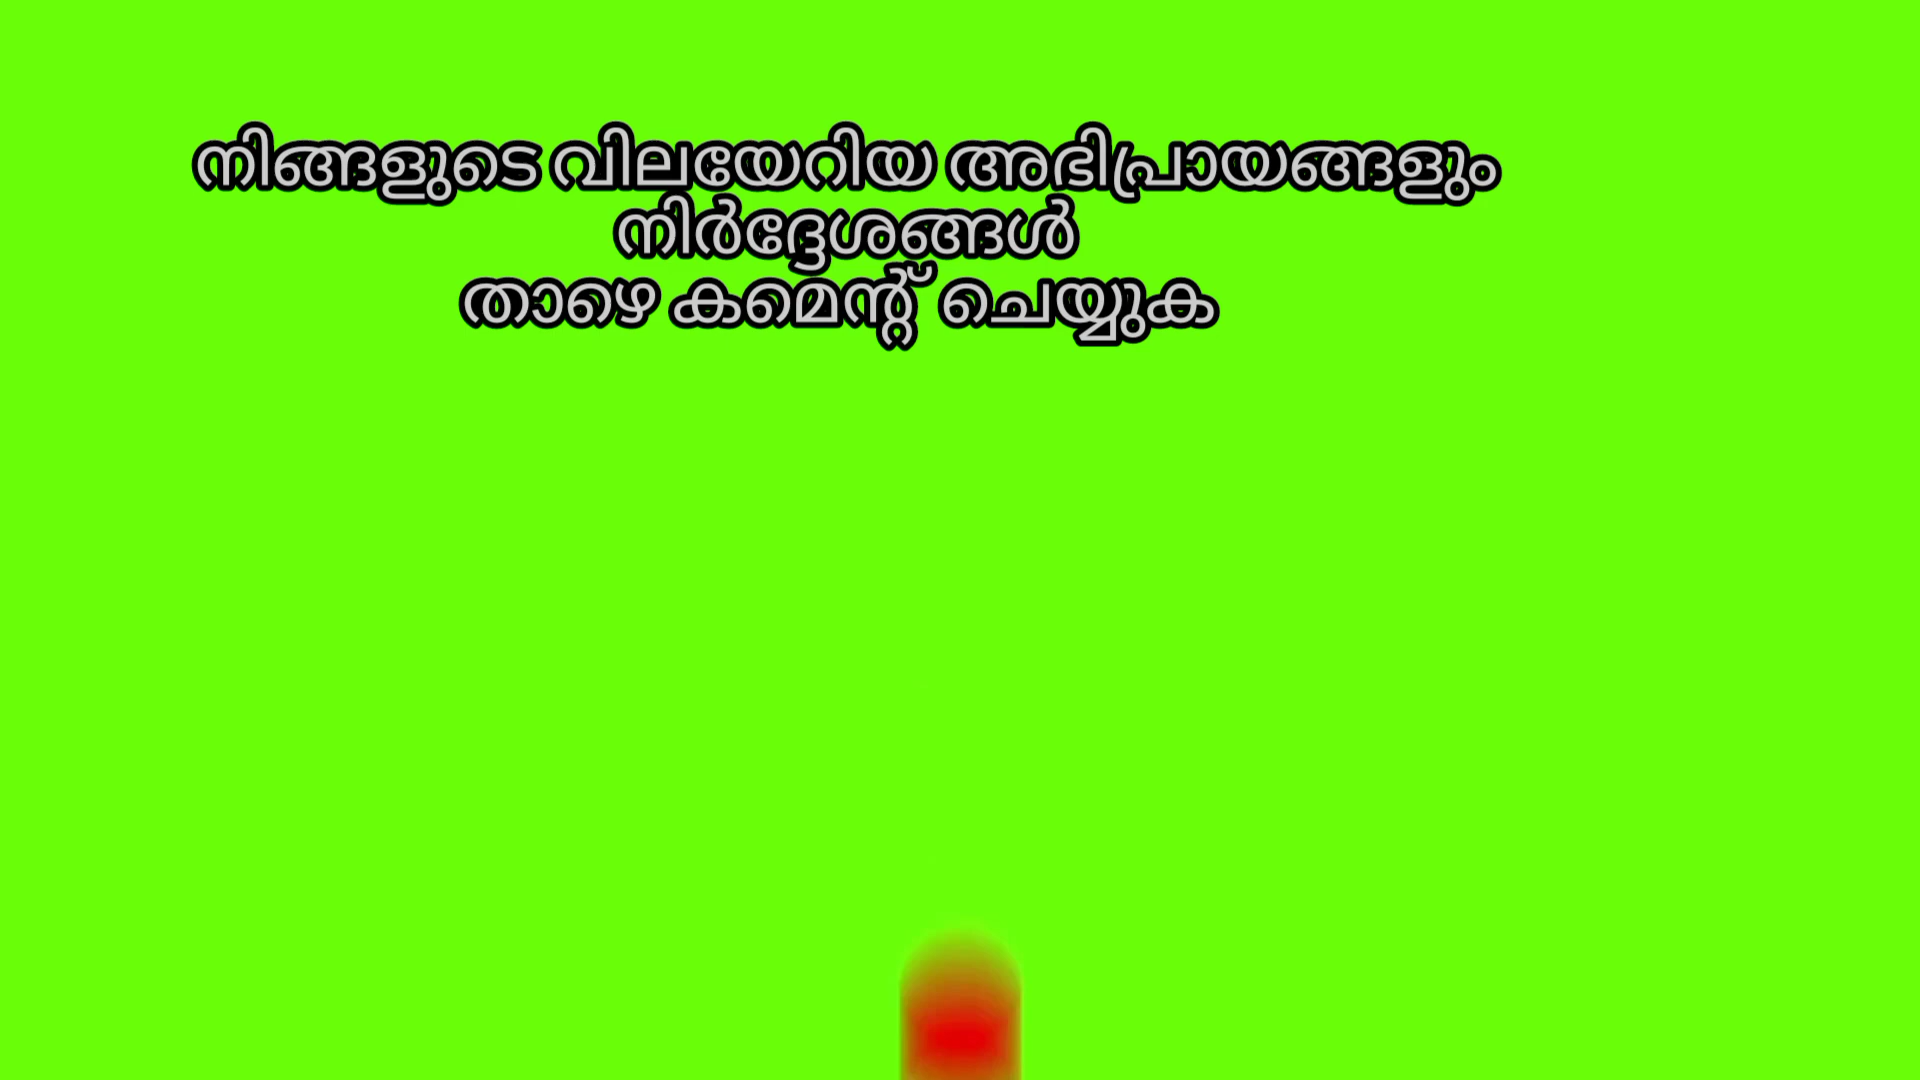 നിങ്ങളുടെ വിലയേറിയ അഭിപ്രായങ്ങളും
നിർദ്ദേശങ്ങൾ
താഴെ കമെന്റ് ചെയ്യുക